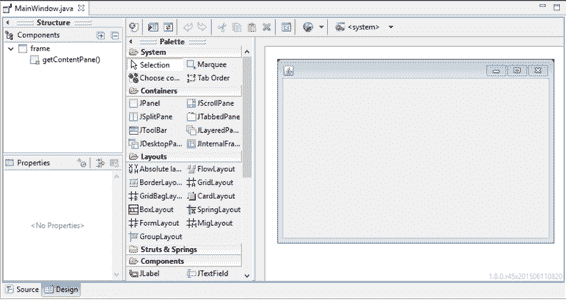 MainWindow.java
Structure
Components
frame
getContentPane()
Properties
<No Properties>
<system>
Palette
System
Selection
Marquee
Choose co...
Tab Order
Containers
JPanel
JScrollPane
JSplitPane
JTabbedPane
JToolBar
JLayeredPa...
JDesktopPa...
JInternalFra...
Layouts
Absolute la...
FlowLayout
BorderLayo...
GridLayout
GridBagLay...
CardLayout
BoxLayout
SpringLayout
FormLayout
MigLayout
GroupLayout
Struts & Springs
Components
JLabel
JTextField
1.8.0.r45x201506110820
Source
Design